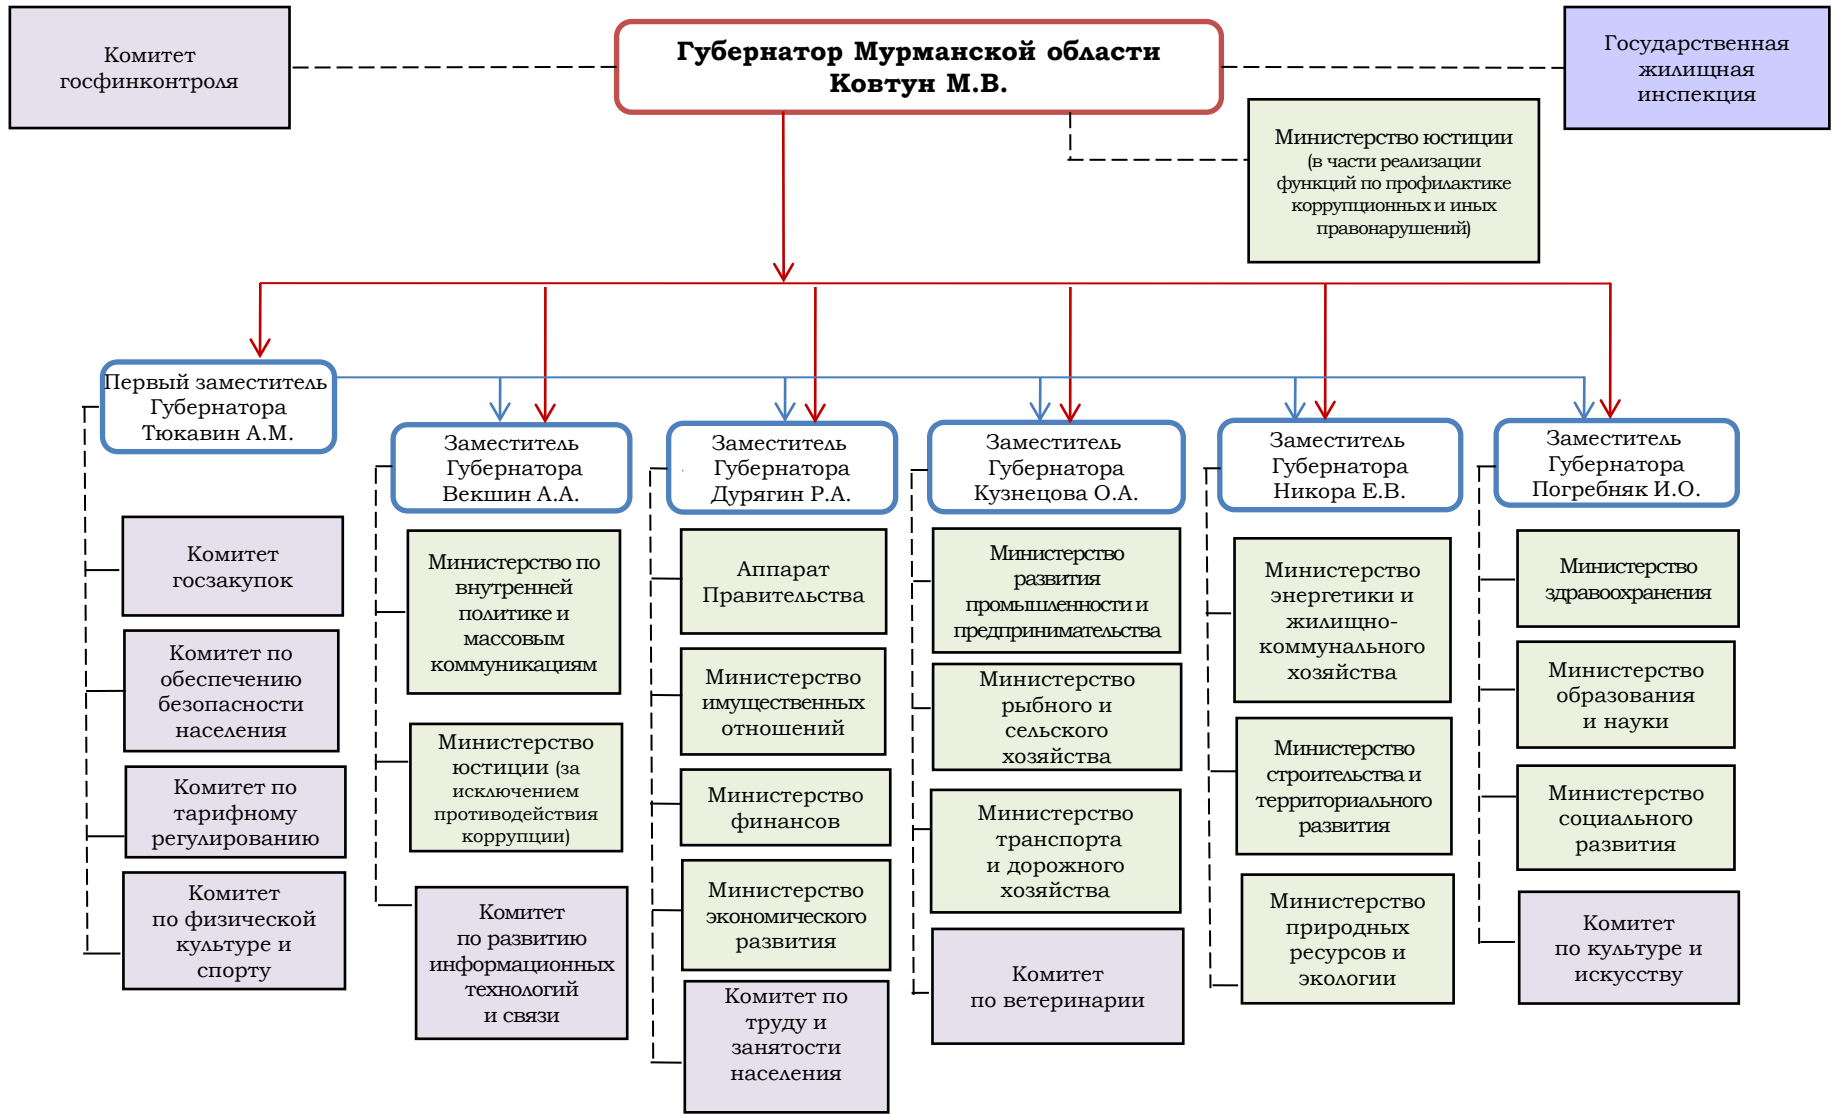 Комитет
госфинконтроля
Губернатор Мурманской области
Ковтун М.В.
Государственная
жилищная
инспекция
Министерство юстиции
(в части реализации
функций по профилактике
коррупционных и иных
правонарушений)
Первый заместитель
Губернатора
Тюкавин А.М.
Заместитель
Губернатора
Векшин А.А.
Заместитель
Губернатора
Дурягин Р.А.
Заместитель
Губернатора
Кузнецова О.А.
Заместитель
Губернатора
Никора Е.В.
Заместитель
Губернатора
Погребняк И.О.
Комитет
госзакупок
Комитет по
обеспечению
безопасности
населения
Комитет по
тарифному
регулированию
Комитет
по физической
культуре и
спорту
Министерство по
внутренней
политике и
массовым
коммуникациям
Министерство
юстиции (за
исключением
противодействия
коррупции)
Комитет
по развитию
информационных
технологий
и связи
Аппарат
Правительства
Министерство
имущественных
отношений
Министерство
финансов
Министерство
экономического
развития
Комитет по
труду и
занятости
населения
Министерство
развития
промышленности и
предпринимательства
Министерство
рыбного и
сельского
хозяйства
Министерство
транспорта
и дорожного
хозяйства
Комитет
по ветеринарии
Министерство
энергетики и
жилищно-
коммунального
хозяйства
Министерство
строительства и
территориального
развития
Министерство
природных
ресурсов и
экологии
Министерство
здравоохранения
Министерство
образования
и науки
Министерство
социального
развития
Комитет
по культуре и
искусству